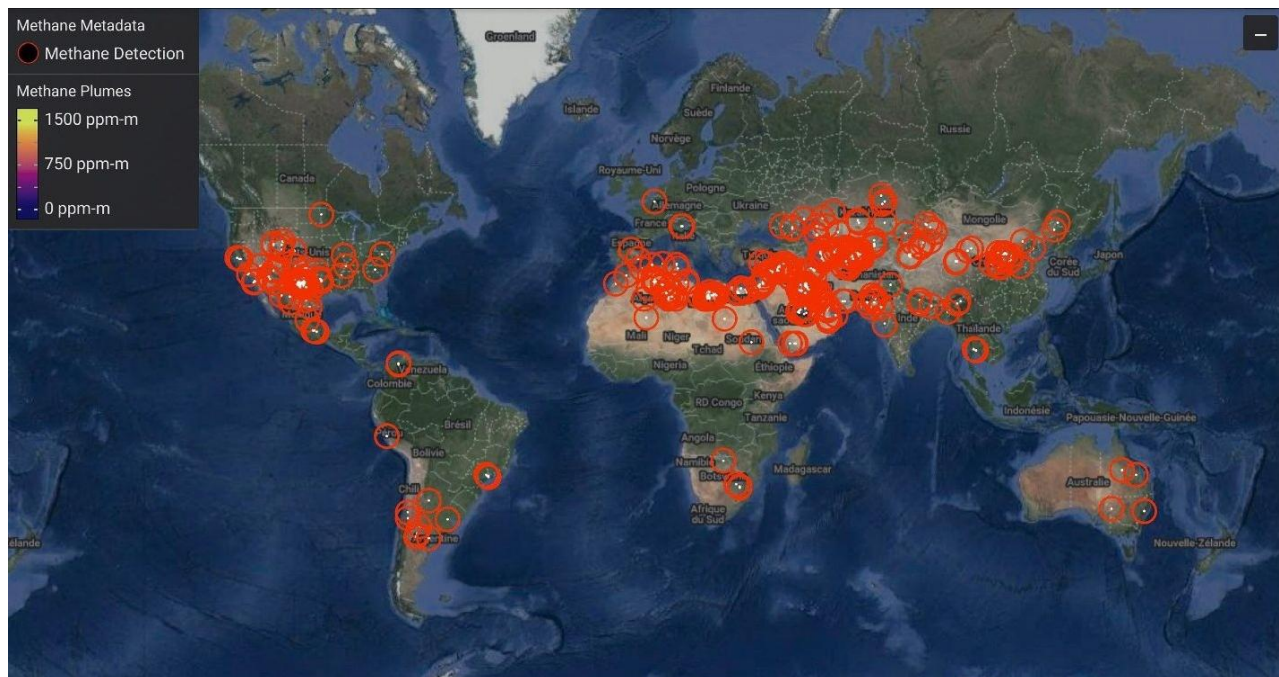 Methane Metadata
Methane Detection
Methane Plumes
1500 ppm-m
750 ppm-m
0 ppm-m
Groenland
Islande
Finlande
Suède
Norvège
Russie
Royaume-Uni
Canada
Pologne
Allemagne
Ukraine
France
Mongolie
Espagne
Japon
Corée
du Sud
Mali
Niger
Tchad
Soudan
Inde
Thaïlande
Nigeria
Éthiopie
Venezuela
Colombie
RD Congo
Kenya
Tanzanie
Indonésie
Papouasie-Nouvelle-Guinée
Brésil
Pérou
Angola
Bolivie
Namibie
Madagascar
Chili
Australie
Afrique
du Sud
Argentine
élande
Nouvelle-Zélande